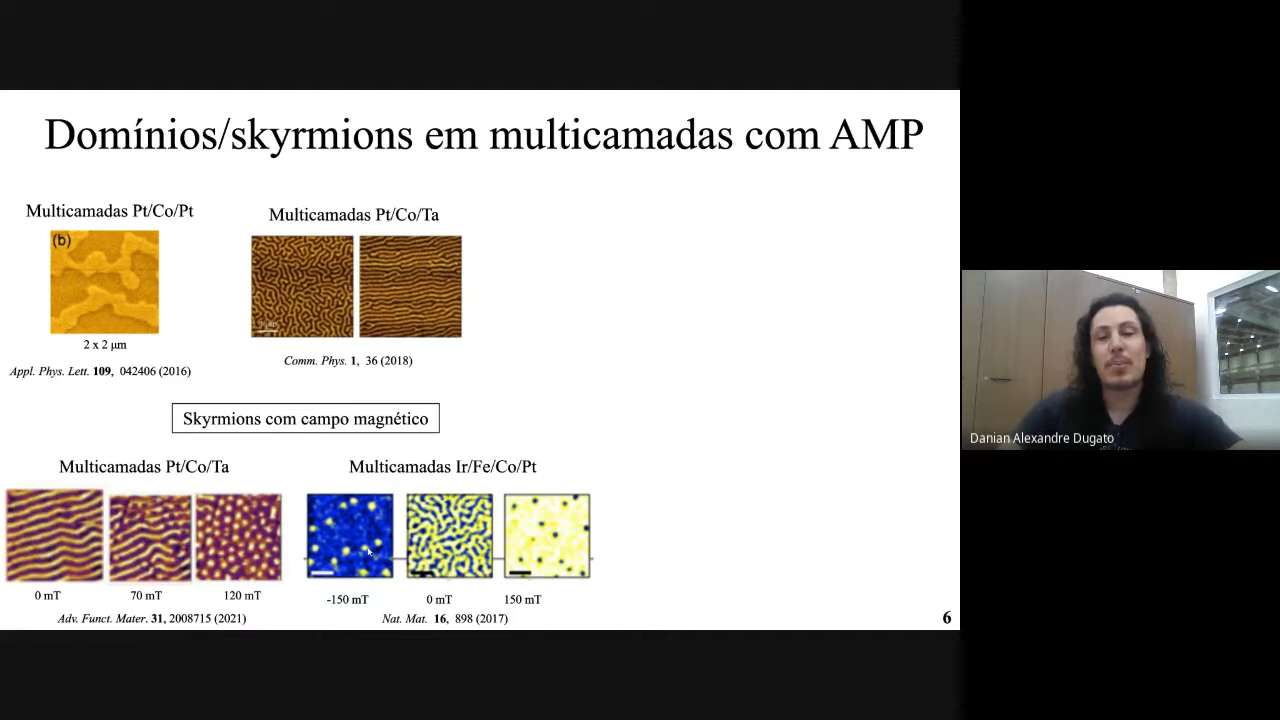 Domínios/skyrmions em multicamadas com AMP
Multicamadas Pt/Co/Pt
(b)
2 x 2 μm
Appl. Phys. Lett. 109, 042406 (2016)
Multicamadas Pt/Co/Ta
Comm. Phys. 1, 36 (2018)
Skyrmions com campo magnético
Multicamadas Pt/Co/Ta
0 mT
70 mT
120 mT
Adv. Funct. Mater. 31, 2008715 (2021)
Multicamadas Ir/Fe/Co/Pt
-150 mT
0 mT
150 mT
Nat. Mat. 16, 898 (2017)
6
Danian Alexandre Dugato